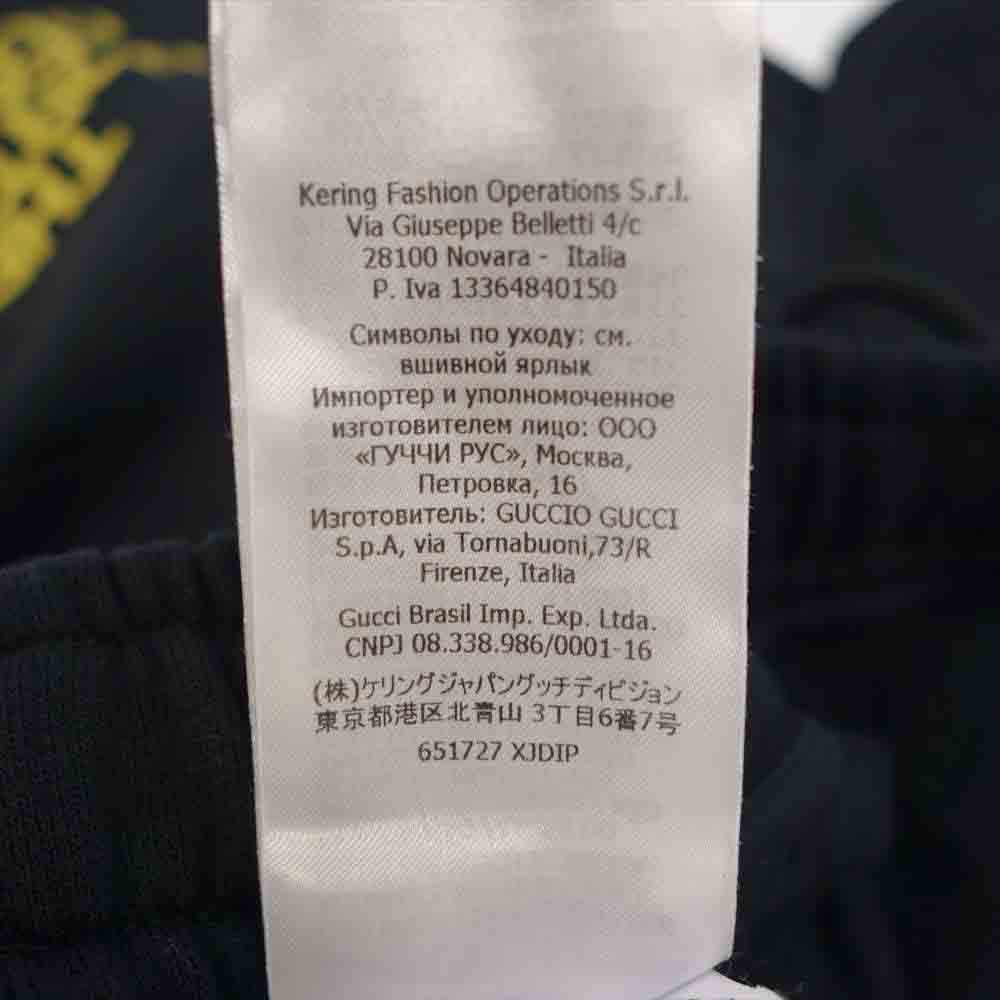 Kering Fashion Operations S.r.l.
Via Giuseppe Belletti 4/c
28100 Novara - Italia
P. Iva 13364840150
Символы по уходу: см.
вшивной ярлык
Импортер и уполномоченное
изготовителем лицо: ООО
«ГУЧЧИ РУС», Москва,
Петровка, 16
Изготовитель: GUCCIO GUCCI
S.p.A, via Tornabuoni,73/R
Firenze, Italia
Gucci Brasil Imp. Exp. Ltda.
CNPJ 08.338.986/0001-16
(株)ケリングジャパングッチディビジョン
東京都港区北青山 3丁目6番7号
651727 XJDIP